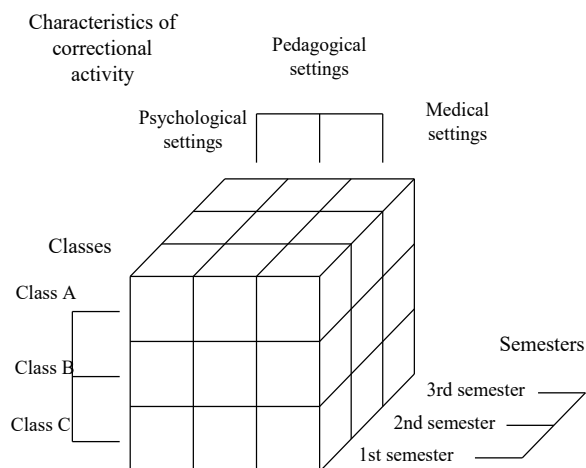 Characteristics of
correctional
activity
Pedagogical
settings
Psychological
settings
Medical
settings
Classes
Class A
Class B
Class C
Semesters
3rd semester
2nd semester
1st semester